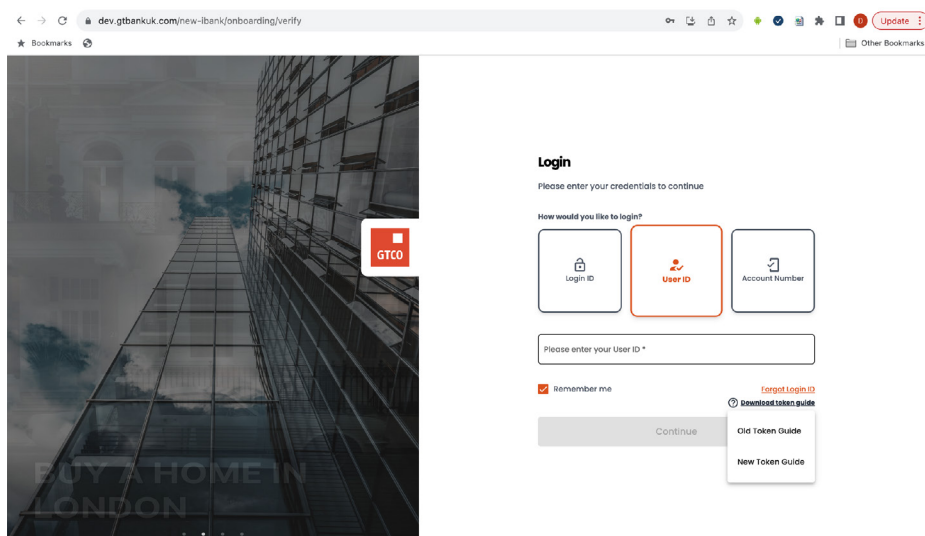 dev.gtbankuk.com/new-ibank/onboarding/verify
D
Update
Bookmarks
Other Bookmarks
GTCO
BUY A HOME IN
LONDON
Login
Please enter your credentials to continue
How would you like to login?
Login ID
User ID
Account Number
Please enter your User ID *
Remember me
Forgot Login ID
Download token guide
Continue
Old Token Guide
New Token Guide